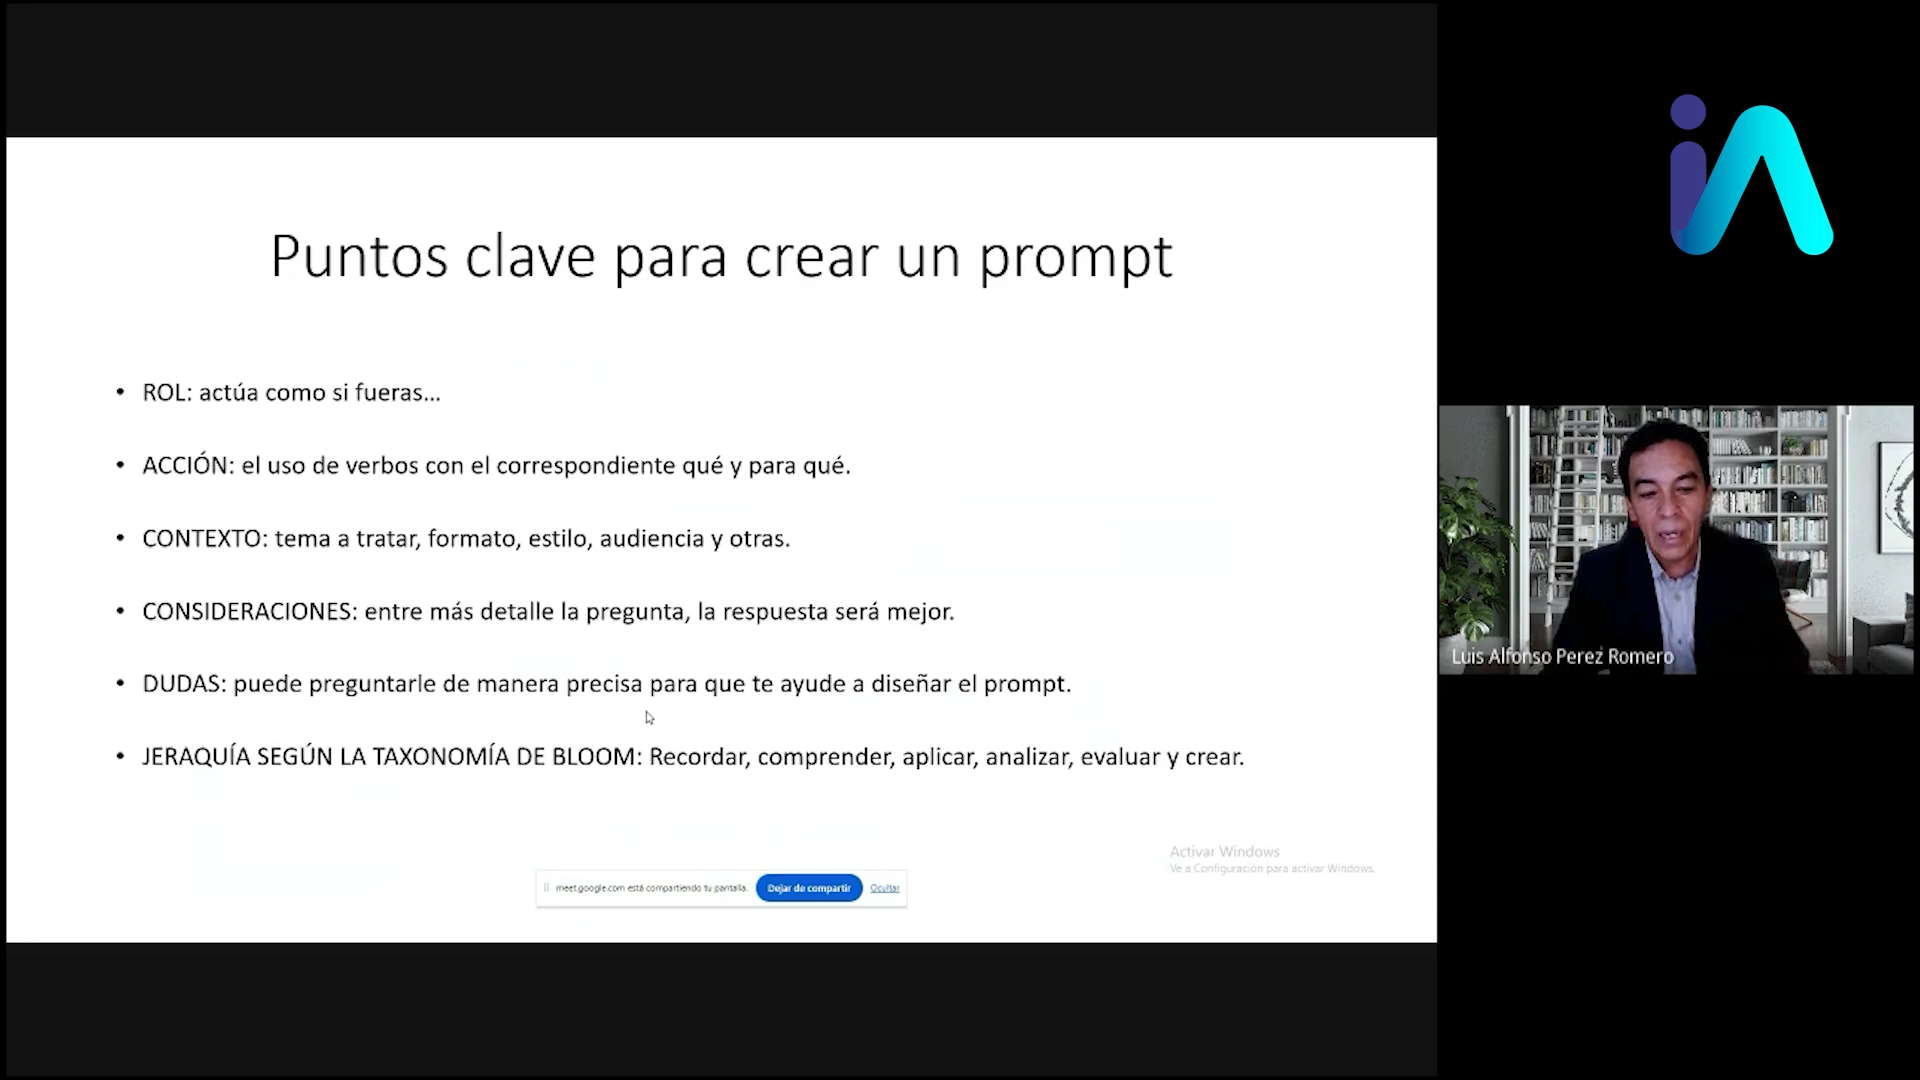 Puntos clave para crear un prompt
• ROL: actúa como si fueras...
• ACCIÓN: el uso de verbos con el correspondiente qué y para qué.
• CONTEXTO: tema a tratar, formato, estilo, audiencia y otras.
• CONSIDERACIONES: entre más detalle la pregunta, la respuesta será mejor.
• DUDAS: puede preguntarle de manera precisa para que te ayude a diseñar el prompt.
• JERAQUÍA SEGÚN LA TAXONOMÍA DE BLOOM: Recordar, comprender, aplicar, analizar, evaluar y crear.
Activar Windows
Ve a Configuración para activar Windows.
meet.google.com está compartiendo tu pantalla.
Dejar de compartir
Ocultar
iA
Luis Alfonso Perez Romero